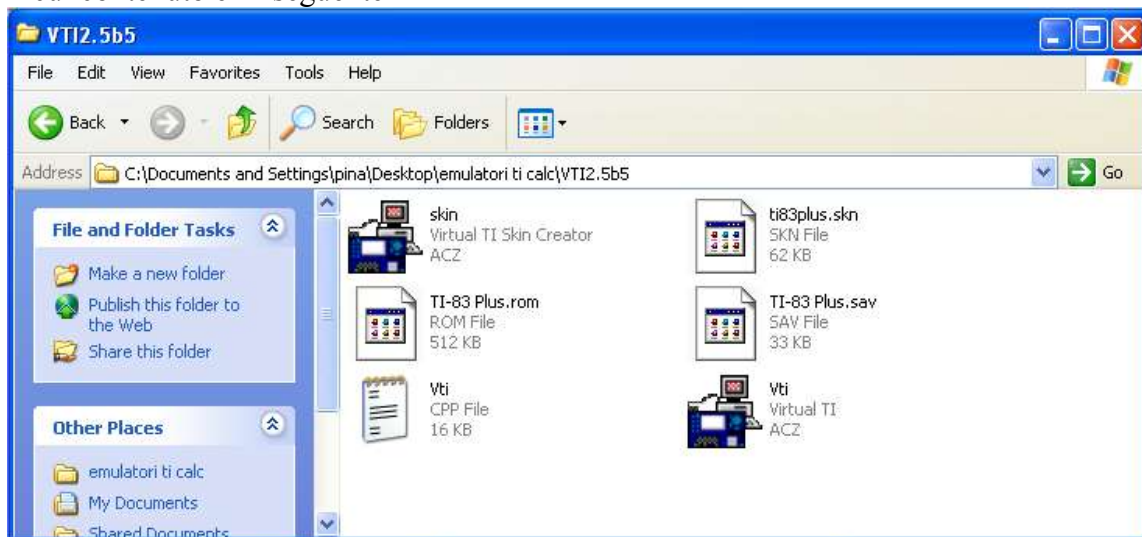 VTI2.5b5
File Edit View Favorites Tools Help
Back Search Folders
Address C:\Documents and Settings\pina\Desktop\emulatori ti calc\VTI2.5b5 Go
File and Folder Tasks
Make a new folder
Publish this folder to
the Web
Share this folder
Other Places
emulatori ti calc
My Documents
Shared Documents
skin
Virtual TI Skin Creator
ACZ
ti83plus.skn
SKN File
62 KB
TI-83 Plus.rom
ROM File
512 KB
TI-83 Plus.sav
SAV File
33 KB
Vti
CPP File
16 KB
Vti
Virtual TI
ACZ